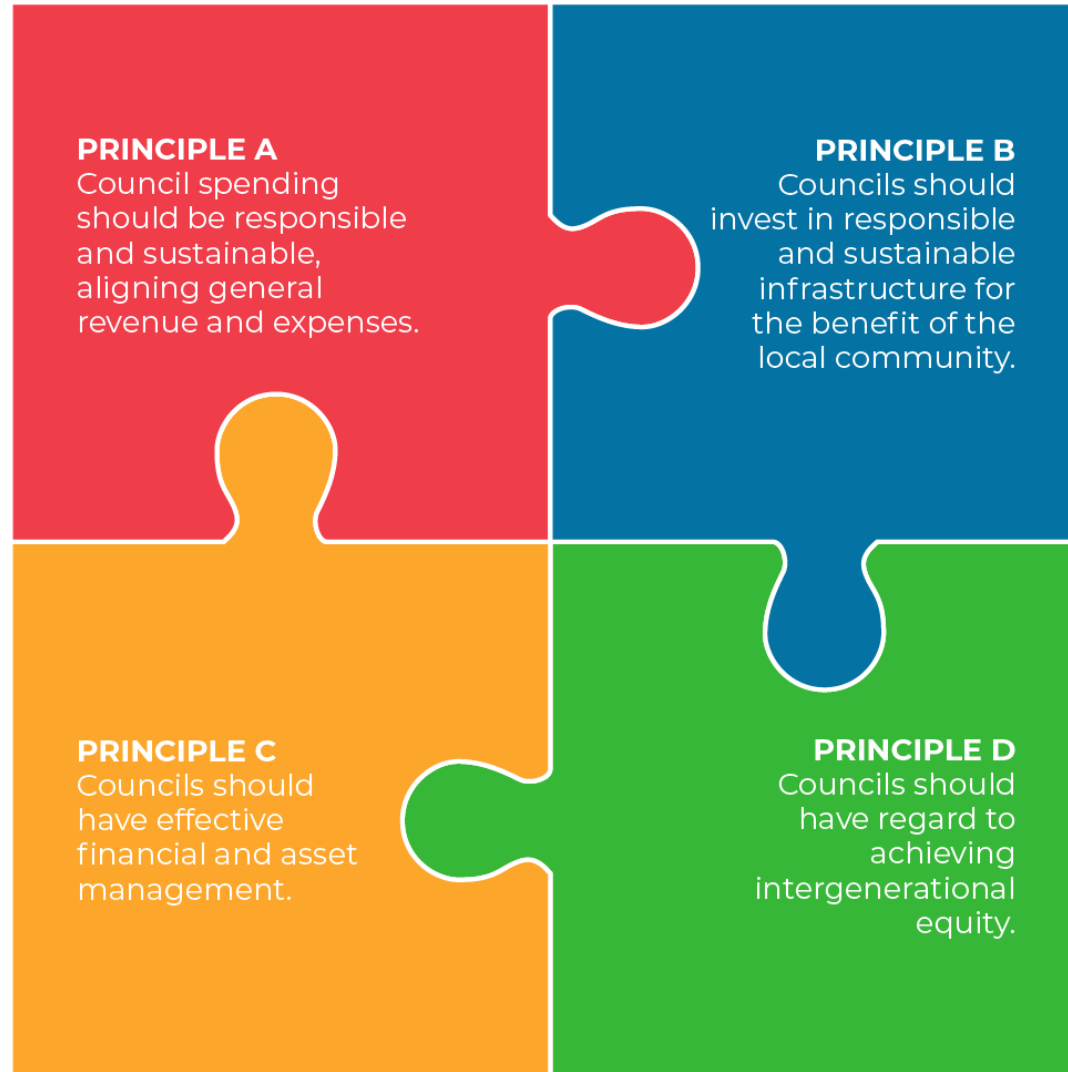 PRINCIPLE A
Council spending
should be responsible
and sustainable,
aligning general
revenue and expenses.
PRINCIPLE B
Councils should
invest in responsible
and sustainable
infrastructure for
the benefit of the
local community.
PRINCIPLE C
Councils should
have effective
financial and asset
management.
PRINCIPLE D
Councils should
have regard to
achieving
intergenerational
equity.